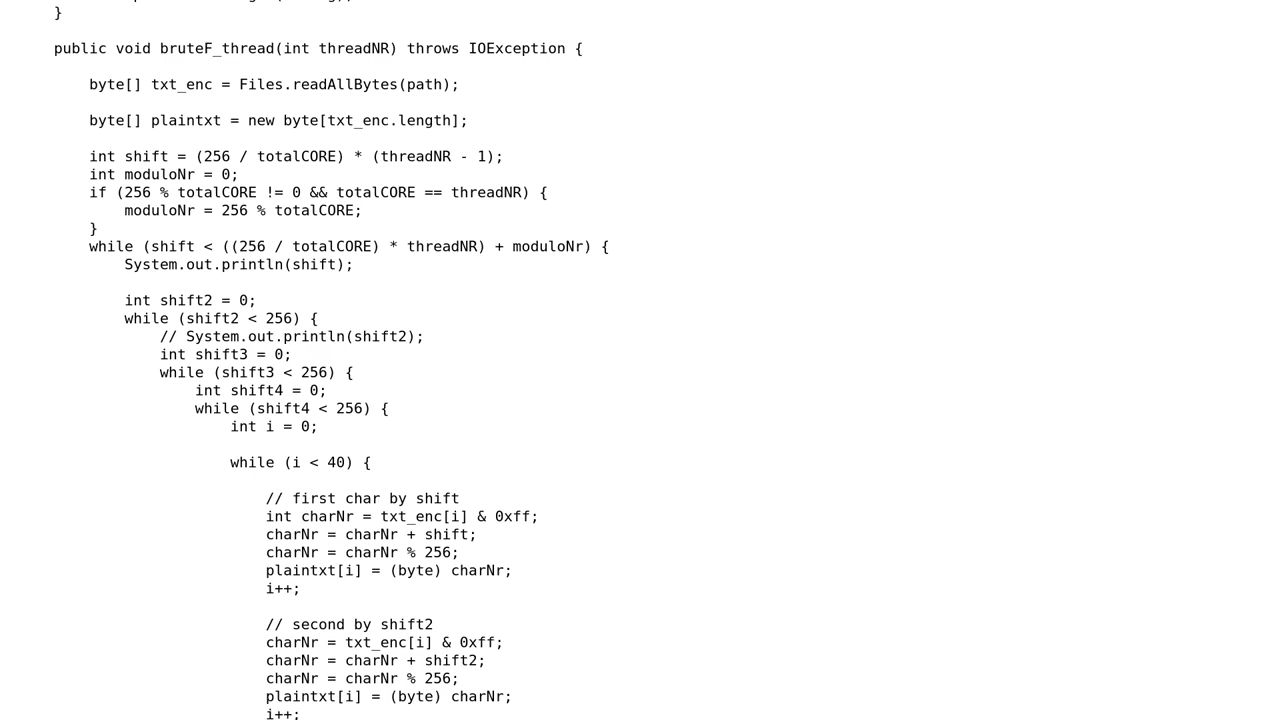 }
public void bruteF_thread(int threadNR) throws IOException {
byte[] txt_enc = Files.readAllBytes(path);
byte[] plaintxt = new byte[txt_enc.length];
int shift = (256 / totalCORE) * (threadNR - 1);
int moduloNr = 0;
if (256 % totalCORE != 0 && totalCORE == threadNR) {
moduloNr = 256 % totalCORE;
}
while (shift < ((256 / totalCORE) * threadNR) + moduloNr) {
System.out.println(shift);
int shift2 = 0;
while (shift2 < 256) {
// System.out.println(shift2);
int shift3 = 0;
while (shift3 < 256) {
int shift4 = 0;
while (shift4 < 256) {
int i = 0;
while (i < 40) {
// first char by shift
int charNr = txt_enc[i] & 0xff;
charNr = charNr + shift;
charNr = charNr % 256;
plaintxt[i] = (byte) charNr;
i++;
// second by shift2
charNr = txt_enc[i] & 0xff;
charNr = charNr + shift2;
charNr = charNr % 256;
plaintxt[i] = (byte) charNr;
i++;